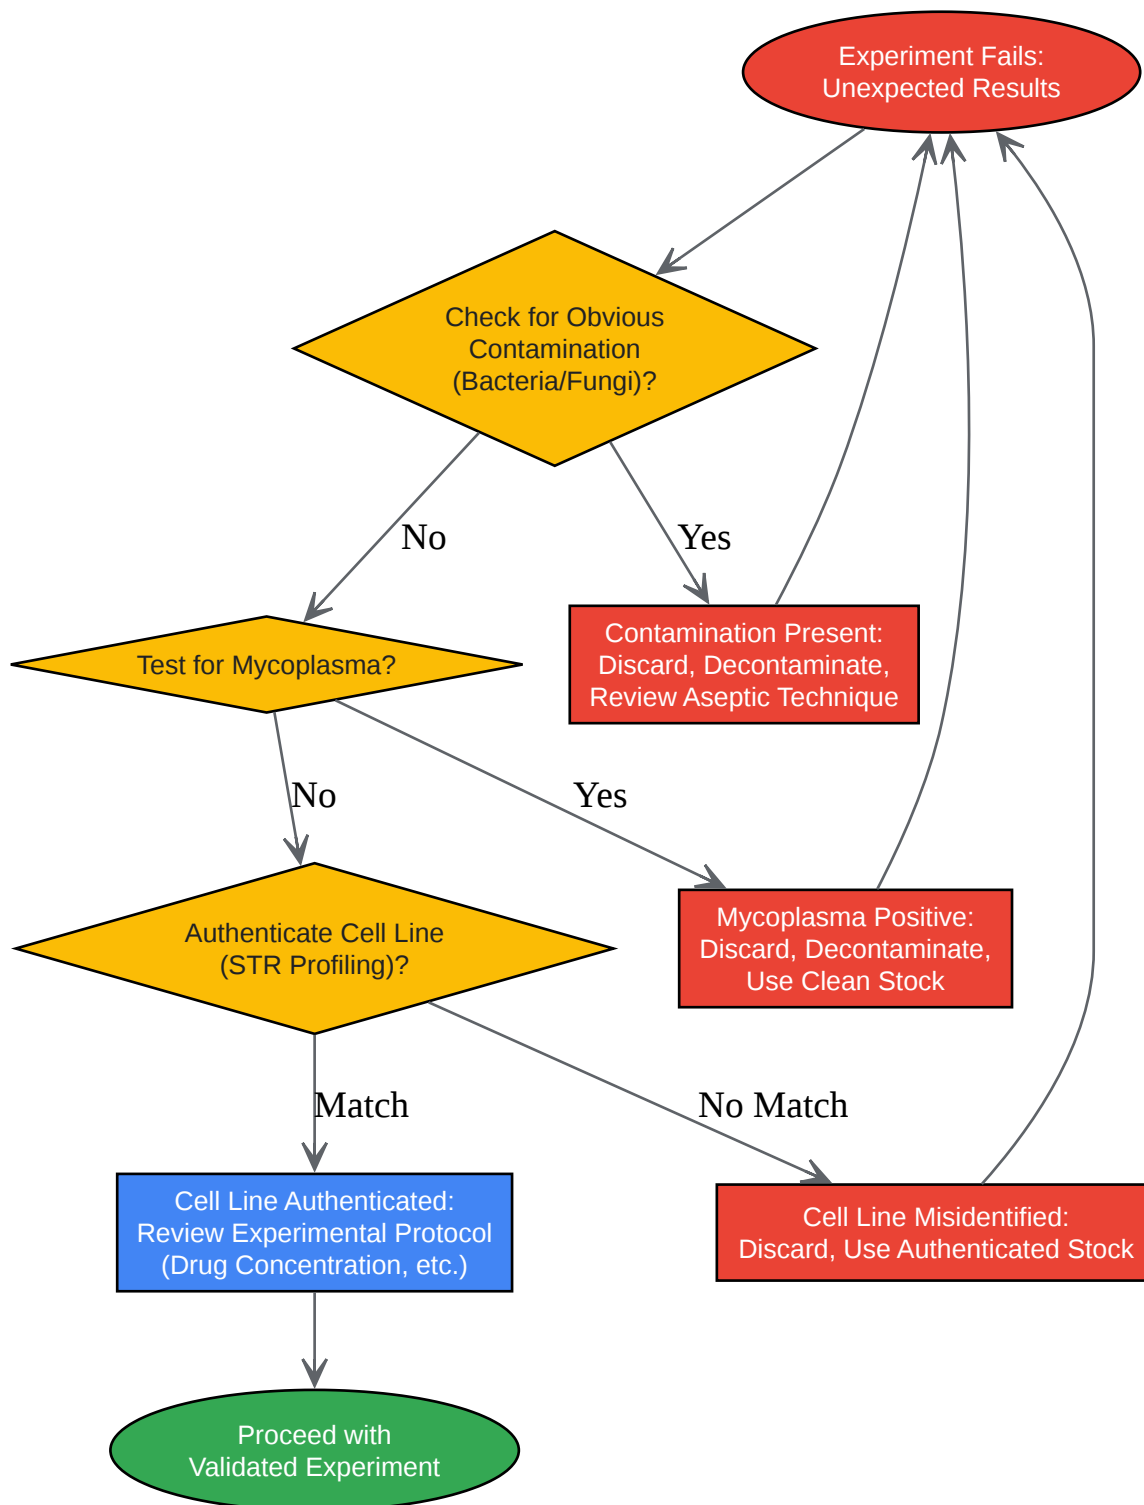 Experiment Fails:
Unexpected Results
Check for Obvious
Contamination
(Bacteria/Fungi)?
No
Yes
Contamination Present:
Discard, Decontaminate,
Review Aseptic Technique
Test for Mycoplasma?
No
Yes
Mycoplasma Positive:
Discard, Decontaminate,
Use Clean Stock
Authenticate Cell Line
(STR Profiling)?
Match
No Match
Cell Line Authenticated:
Review Experimental Protocol
(Drug Concentration, etc.)
Cell Line Misidentified:
Discard, Use Authenticated Stock
Proceed with
Validated Experiment